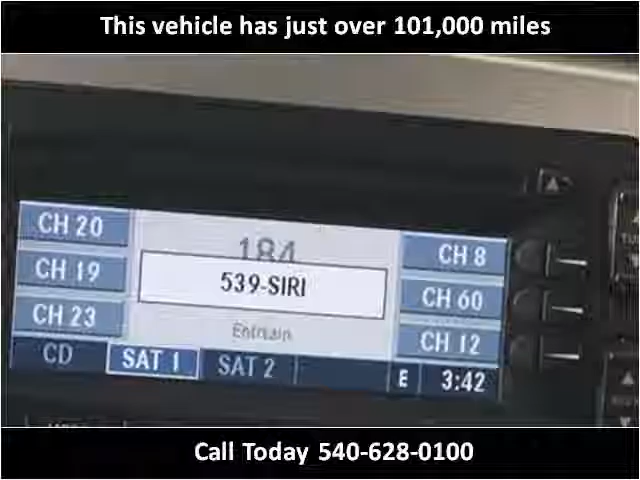 This vehicle has just over 101,000 miles
CH 20
184
CH 8
CH 19
539-SIRI
CH 60
CH 23
Entrtain
CH 12
CD
SAT 1
SAT 2
E
3:42
Call Today 540-628-0100